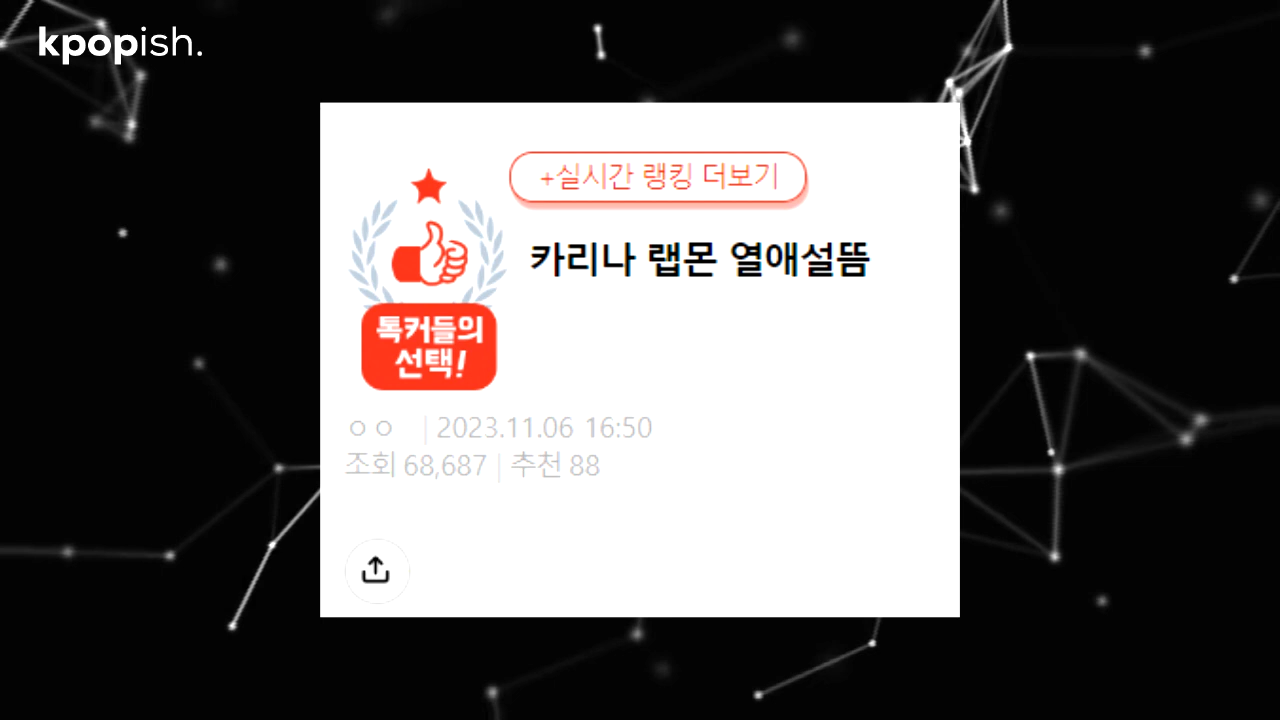 kpopish.
+실시간 랭킹 더보기
카리나 랩몬 열애설뜸
톡커들의
선택!
ㅇㅇ | 2023.11.06 16:50
조회 68,687 | 추천 88